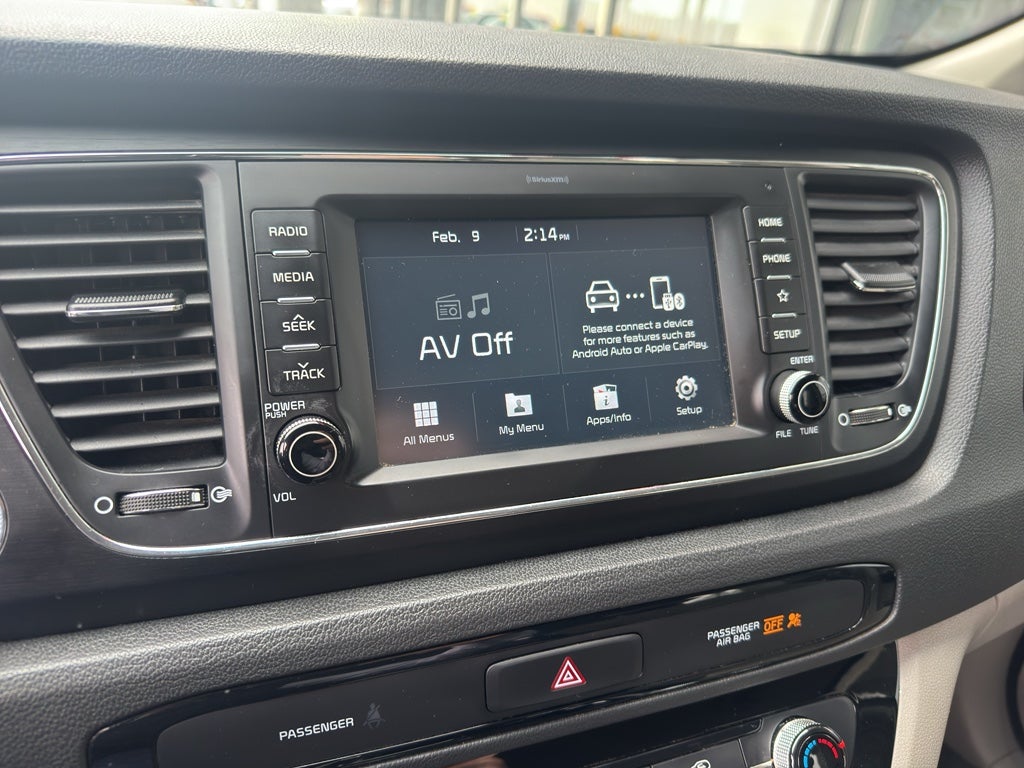 ((SiriusXM))
RADIO
MEDIA
SEEK
TRACK
POWER
PUSH
VOL
Feb. 9 2:14 PM
AV Off
Please connect a device
for more features such as
Android Auto or Apple CarPlay.
All Menus
My Menu
Apps/Info
Setup
HOME
PHONE
SETUP
ENTER
FILE TUNE
PASSENGER
AIR BAG
OFF
PASSENGER